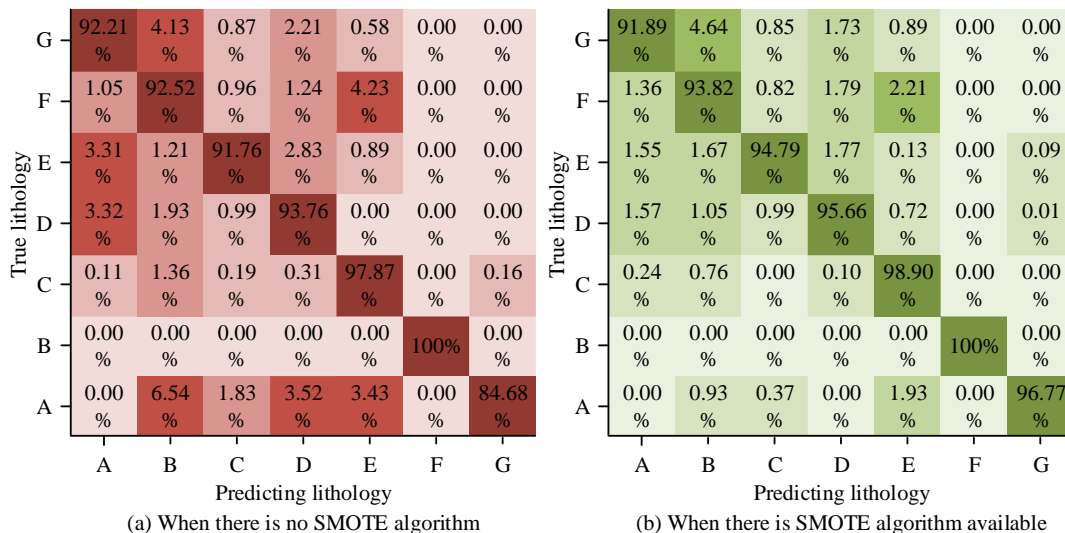 G 92.21 4.13 0.87 2.21 0.58 0.00 0.00
% % % % % % %
F 1.05 92.52 0.96 1.24 4.23 0.00 0.00
% % % % % % %
E 3.31 1.21 91.76 2.83 0.89 0.00 0.00
% % % % % % %
D 3.32 1.93 0.99 93.76 0.00 0.00 0.00
% % % % % % %
C 0.11 1.36 0.19 0.31 97.87 0.00 0.16
% % % % % % %
B 0.00 0.00 0.00 0.00 0.00 100% 0.00
% % % % % %
A 0.00 6.54 1.83 3.52 3.43 0.00 84.68
% % % % % % %
True lithology
A B C D E F G
Predicting lithology
(a) When there is no SMOTE algorithm
G 91.89 4.64 0.85 1.73 0.89 0.00 0.00
% % % % % % %
F 1.36 93.82 0.82 1.79 2.21 0.00 0.00
% % % % % % %
E 1.55 1.67 94.79 1.77 0.13 0.00 0.09
% % % % % % %
D 1.57 1.05 0.99 95.66 0.72 0.00 0.01
% % % % % % %
C 0.24 0.76 0.00 0.10 98.90 0.00 0.00
% % % % % % %
B 0.00 0.00 0.00 0.00 0.00 100% 0.00
% % % % % %
A 0.00 0.93 0.37 0.00 1.93 0.00 96.77
% % % % % % %
True lithology
A B C D E F G
Predicting lithology
(b) When there is SMOTE algorithm available